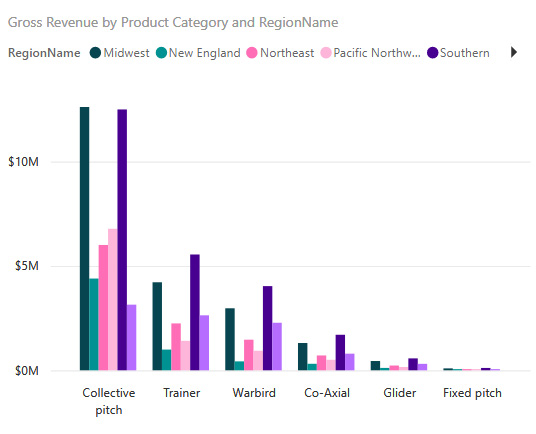 Gross Revenue by Product Category and RegionName
RegionName Midwest New England Northeast Pacific Northw... Southern
$10M
$5M
$0M
Collective pitch Trainer Warbird Co-Axial Glider Fixed pitch